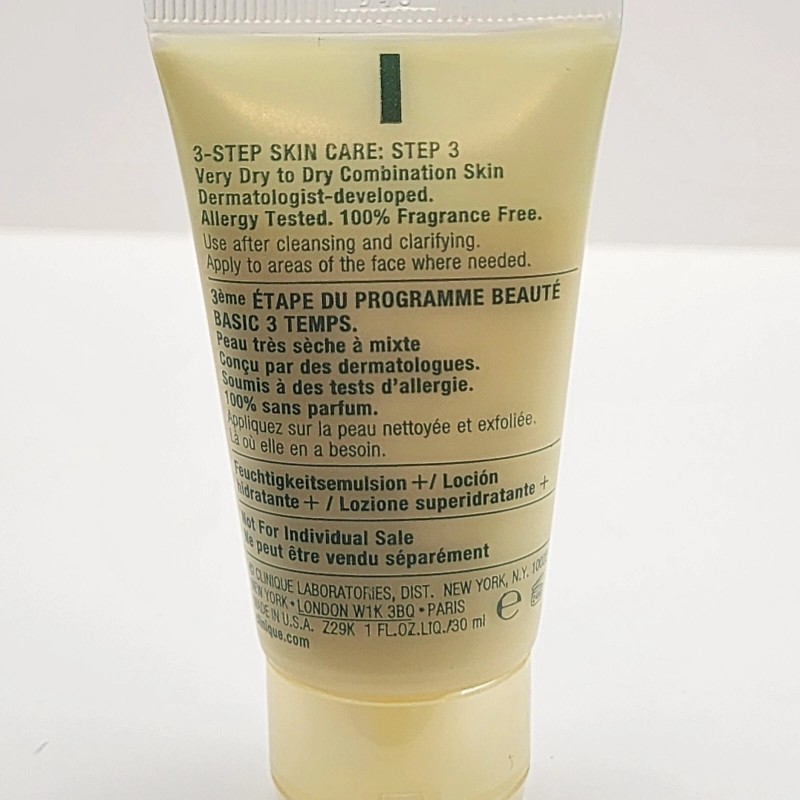 3-STEP SKIN CARE: STEP 3
Very Dry to Dry Combination Skin
Dermatologist-developed.
Allergy Tested. 100% Fragrance Free.
Use after cleansing and clarifying.
Apply to areas of the face where needed.
3ème ÉTAPE DU PROGRAMME BEAUTÉ
BASIC 3 TEMPS.
Peau très sèche à mixte
Conçu par des dermatologues.
Soumis à des tests d'allergie.
100% sans parfum.
Appliquez sur la peau nettoyée et exfoliée.
Là où elle en a besoin.
Feuchtigkeitsemulsion +/ Loción
hidratante + / Lozione superidratante +
Not For Individual Sale
Ne peut être vendu séparément
© CLINIQUE LABORATORIES, DIST. NEW YORK, N.Y.
NEW YORK • LONDON W1K 3BQ • PARIS
MADE IN U.S.A. Z29K 1 FL.OZ.LIQ./30 ml e
clinique.com